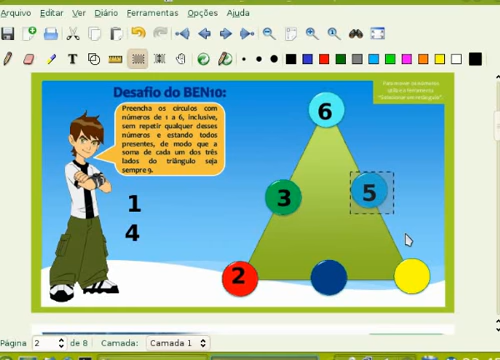 Arquivo Editar Ver Diário Ferramentas Opções Ajuda
T
Desafio do BEN10:
Preencha os círculos com
números de 1 a 6, inclusive,
sem repetir qualquer desses
números e estando todos
presentes, de modo que a
soma de cada um dos três
lados do triângulo seja
sempre 9.
6
3
5
1
4
2
Página 2 de 8 Camada: Camada 1